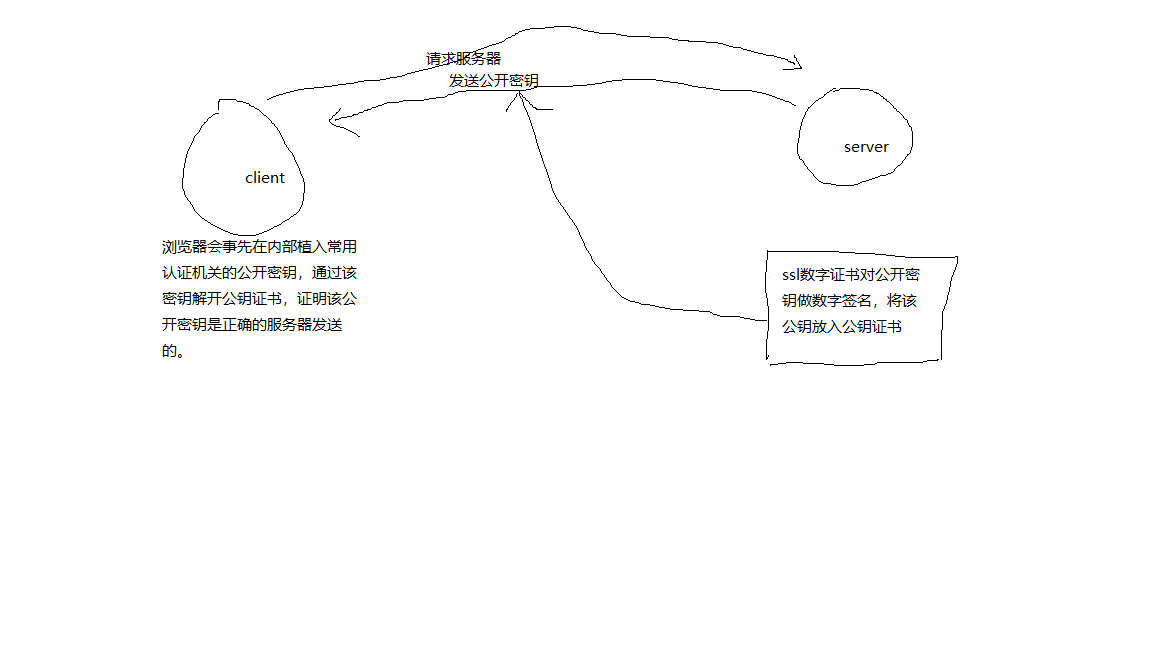 请求服务器
发送公开密钥
client
server
浏览器会事先在内部植入常用
认证机关的公开密钥，通过该
密钥解开公钥证书，证明该公
开密钥是正确的服务器发送
的。
ssl数字证书对公开密
钥做数字签名，将该
公钥放入公钥证书